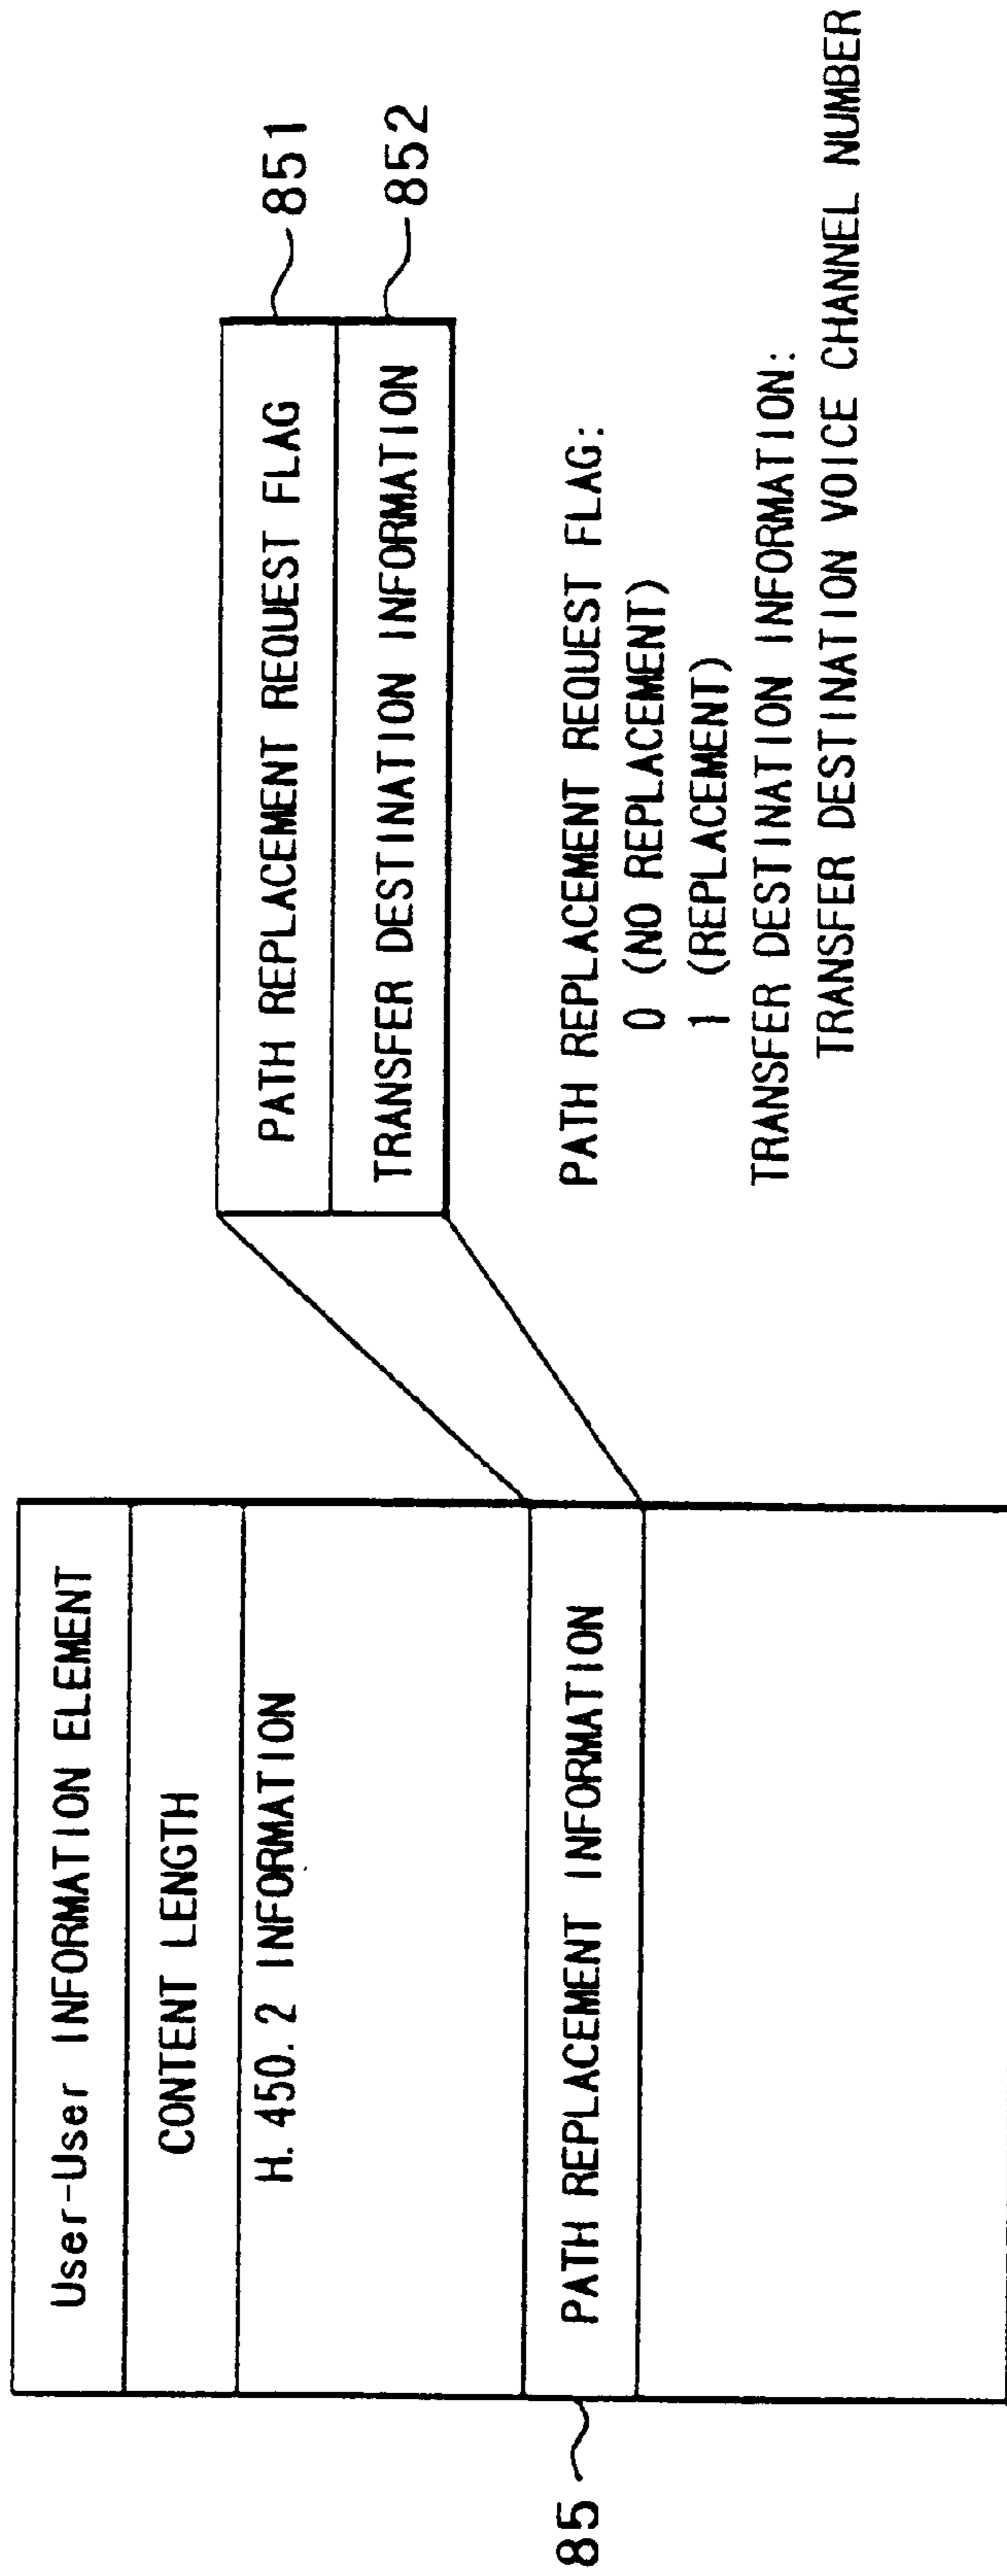 User-User INFORMATION ELEMENT
CONTENT LENGTH
H. 450. 2 INFORMATION
85
PATH REPLACEMENT INFORMATION
PATH REPLACEMENT REQUEST FLAG
851
TRANSFER DESTINATION INFORMATION
852
PATH REPLACEMENT REQUEST FLAG:
0 (NO REPLACEMENT)
1 (REPLACEMENT)
TRANSFER DESTINATION INFORMATION:
TRANSFER DESTINATION VOICE CHANNEL NUMBER